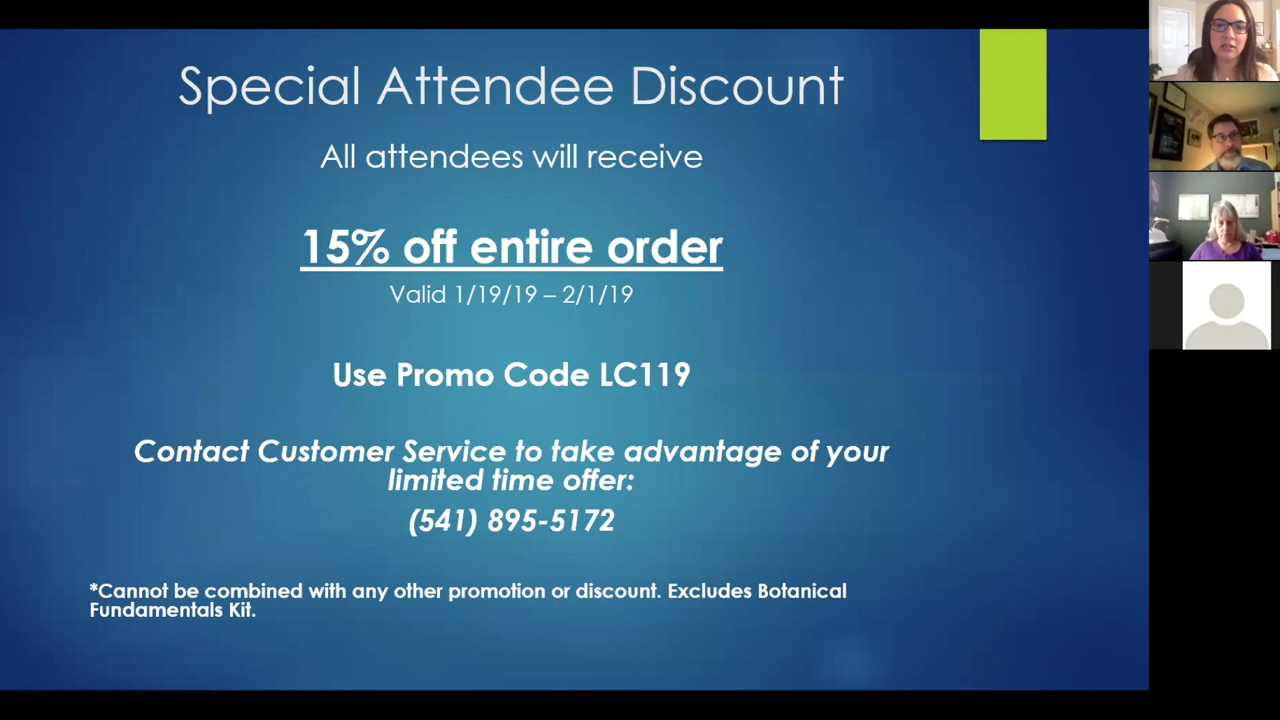 Special Attendee Discount
All attendees will receive
15% off entire order
Valid 1/19/19 – 2/1/19
Use Promo Code LC119
Contact Customer Service to take advantage of your
limited time offer:
(541) 895-5172
*Cannot be combined with any other promotion or discount. Excludes Botanical
Fundamentals Kit.